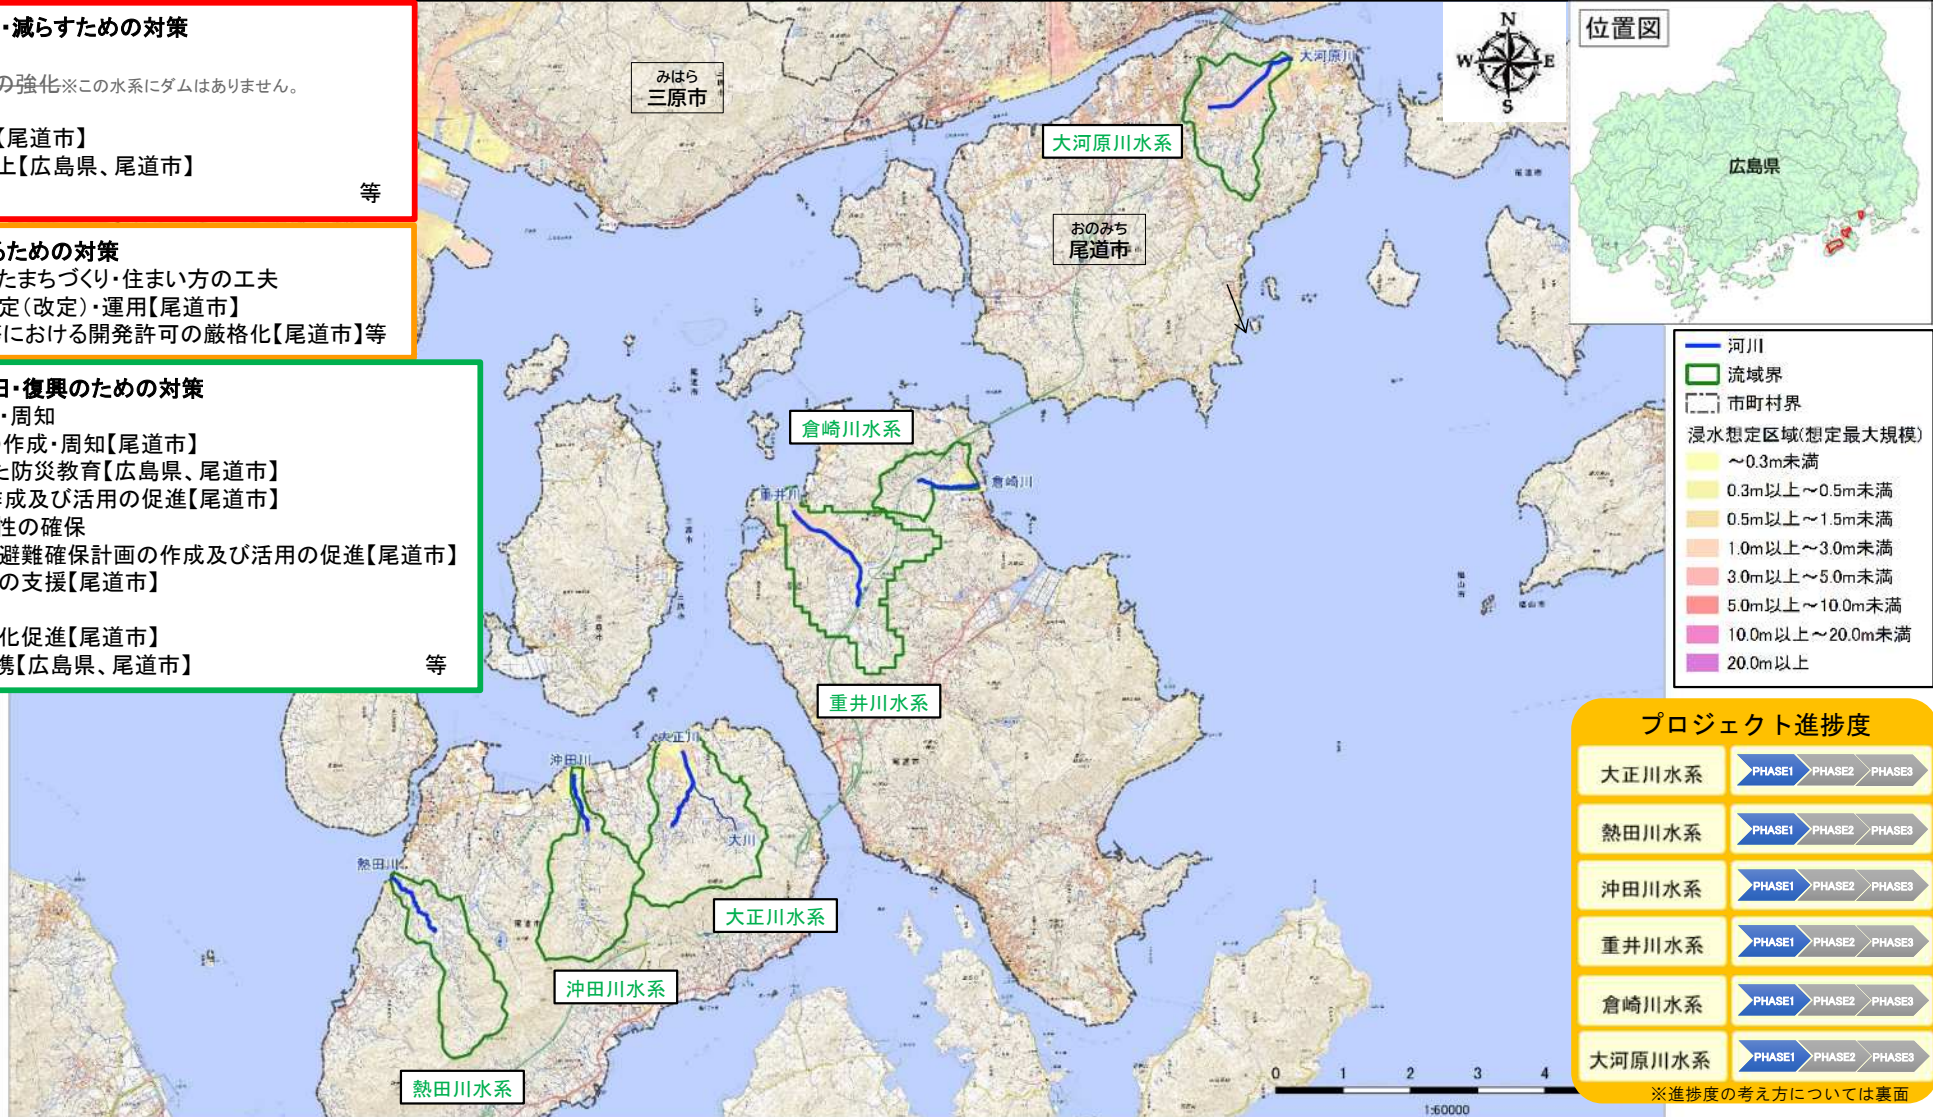 ・減らすための対策
の強化※この水系にダムはありません。
【尾道市】
上【広島県、尾道市】
等
るための対策
たまちづくり・住まい方の工夫
定(改定)・運用【尾道市】
における開発許可の厳格化【尾道市】等
旧・復興のための対策
・周知
作成・周知【尾道市】
た防災教育【広島県、尾道市】
作成及び活用の促進【尾道市】
性の確保
避難確保計画の作成及び活用の促進【尾道市】
の支援【尾道市】
化促進【尾道市】
携【広島県、尾道市】
等
みはら
三原市
大河原川
大河原川水系
おのみち
尾道市
倉崎川水系
倉崎川
重井川
重井川水系
大正川
沖田川
大川
熱田川
大正川水系
沖田川水系
熱田川水系
N
W
E
S
位置図
広島県
河川
流域界
市町村界
浸水想定区域(想定最大規模)
～0.3m未満
0.3m以上～0.5m未満
0.5m以上～1.5m未満
1.0m以上～3.0m未満
3.0m以上～5.0m未満
5.0m以上～10.0m未満
10.0m以上～20.0m未満
20.0m以上
プロジェクト進捗度
大正川水系 PHASE1 PHASE2 PHASE3
熱田川水系 PHASE1 PHASE2 PHASE3
沖田川水系 PHASE1 PHASE2 PHASE3
重井川水系 PHASE1 PHASE2 PHASE3
倉崎川水系 PHASE1 PHASE2 PHASE3
大河原川水系 PHASE1 PHASE2 PHASE3
※進捗度の考え方については裏面
0 1 2 3 4
1:60000